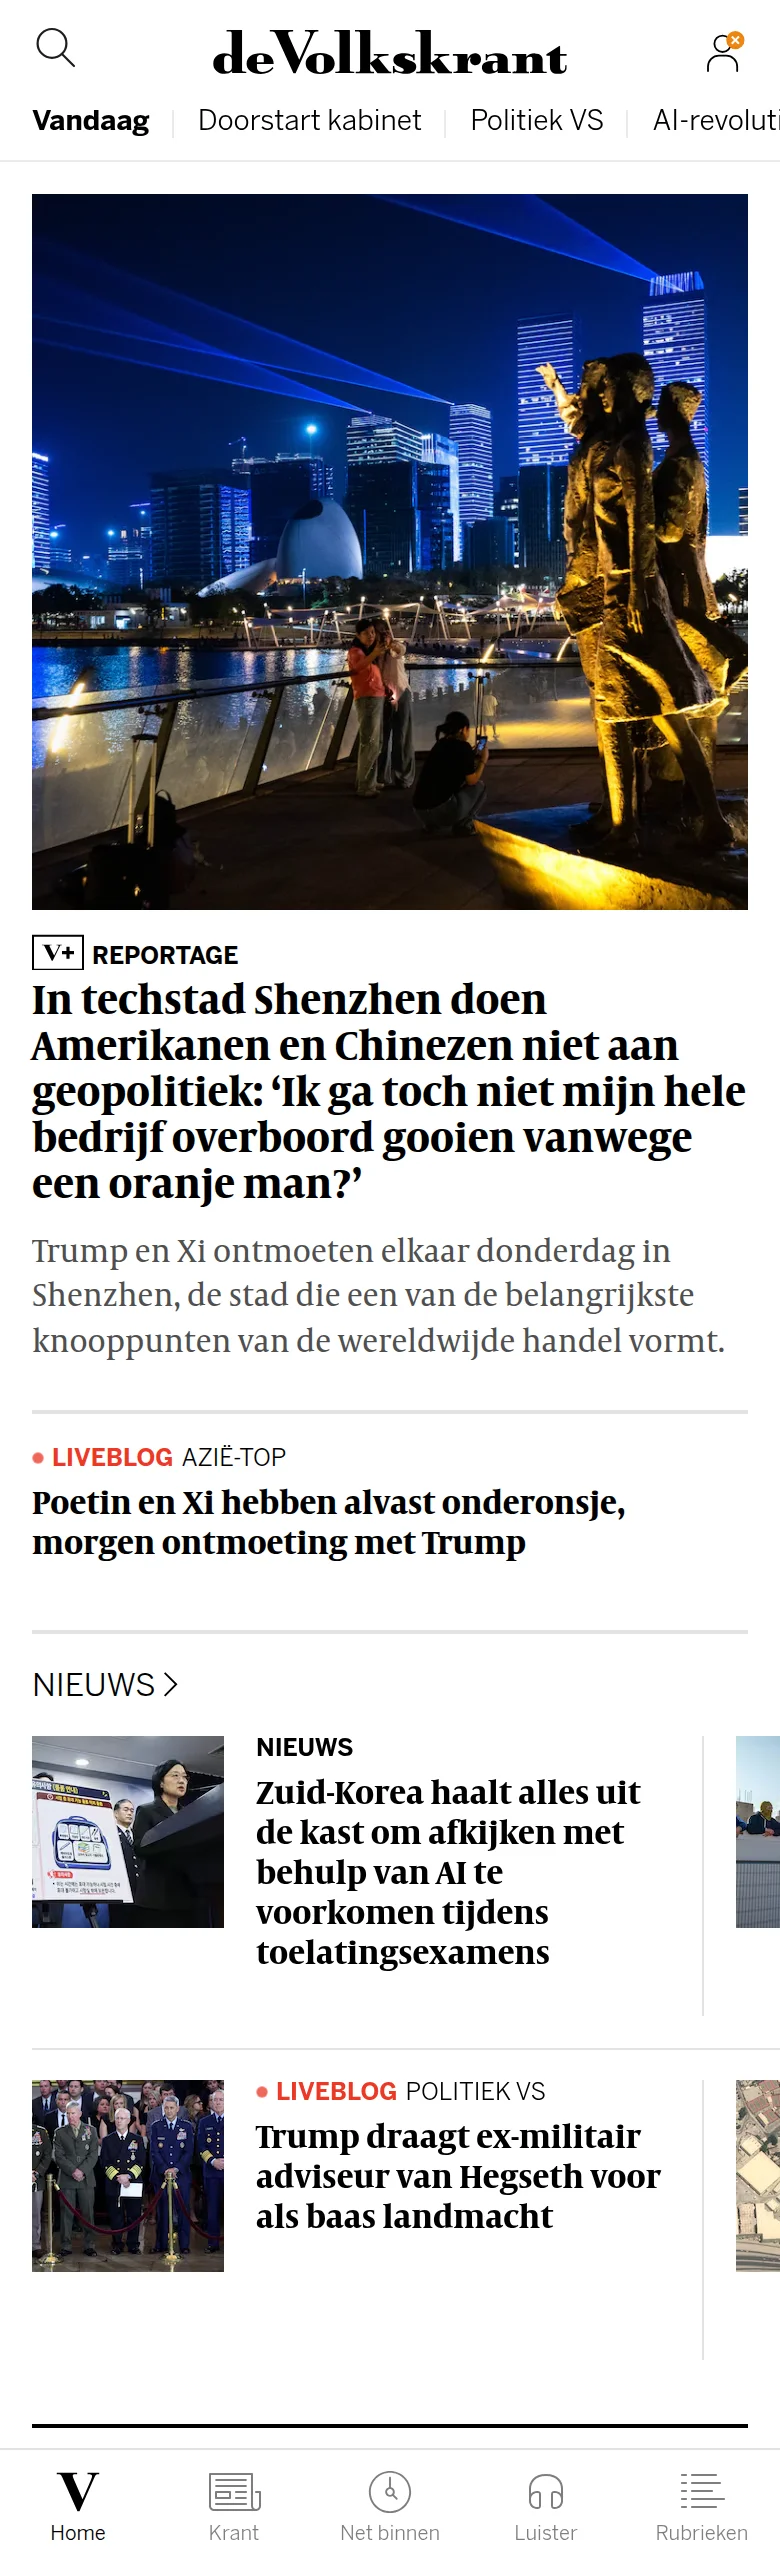 deVolkskrant
Vandaag
Doorstart kabinet
Politiek VS
AI-revoluti
V+ REPORTAGE
In techstad Shenzhen doen
Amerikanen en Chinezen niet aan
geopolitiek: ‘Ik ga toch niet mijn hele
bedrijf overboord gooien vanwege
een oranje man?’
Trump en Xi ontmoeten elkaar donderdag in
Shenzhen, de stad die een van de belangrijkste
knooppunten van de wereldwijde handel vormt.
LIVEBLOG AZIË-TOP
Poetin en Xi hebben alvast onderonsje,
morgen ontmoeting met Trump
NIEUWS
NIEUWS
Zuid-Korea haalt alles uit
de kast om afkijken met
behulp van AI te
voorkomen tijdens
toelatingsexamens
LIVEBLOG POLITIEK VS
Trump draagt ex-militair
adviseur van Hegseth voor
als baas landmacht
V
Home
Krant
Net binnen
Luister
Rubrieken